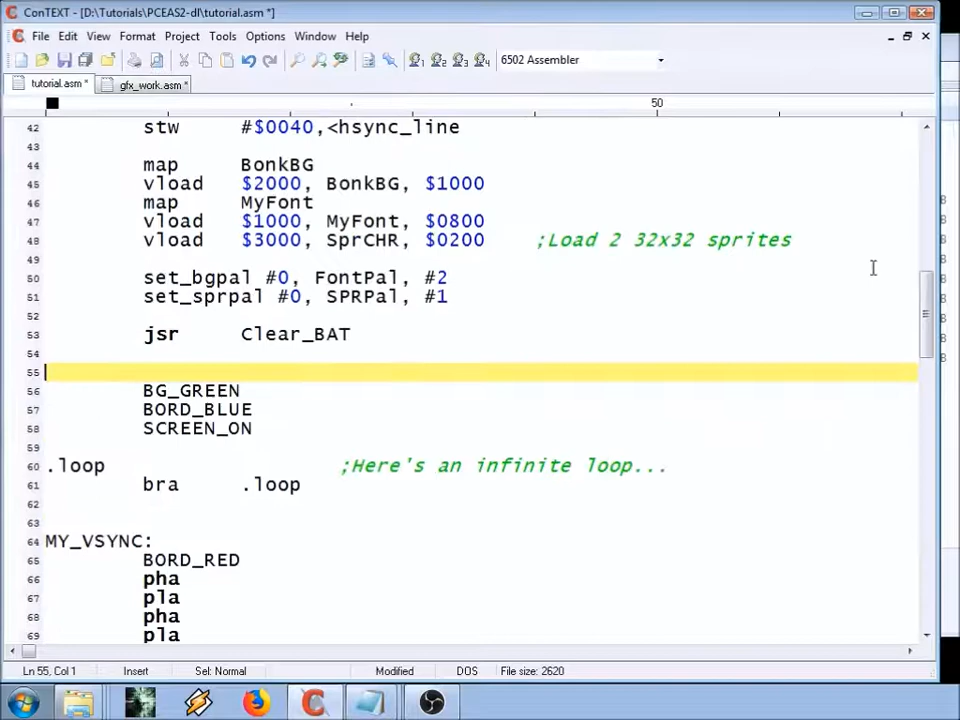 ConTEXT - [D:\Tutorials\PCEAS2-dl\tutorial.asm *]
File Edit View Format Project Tools Options Window Help
6502 Assembler
tutorial.asm * gfx_work.asm *
50
42 stw #$0040,<hsync_line
43
44 map BonkBG
45 vload $2000, BonkBG, $1000
46 map MyFont
47 vload $1000, MyFont, $0800
48 vload $3000, SprCHR, $0200 ;Load 2 32x32 sprites
49
50 set_bgpal #0, FontPal, #2
51 set_sprpal #0, SPRPal, #1
52
53 jsr Clear_BAT
54
55
56 BG_GREEN
57 BORD_BLUE
58 SCREEN_ON
59
60 .loop ;Here's an infinite loop...
61 bra .loop
62
63
64 MY_VSYNC:
65 BORD_RED
66 pha
67 pla
68 pha
69 pla
Ln 55, Col 1 Insert Sel: Normal Modified DOS File size: 2620